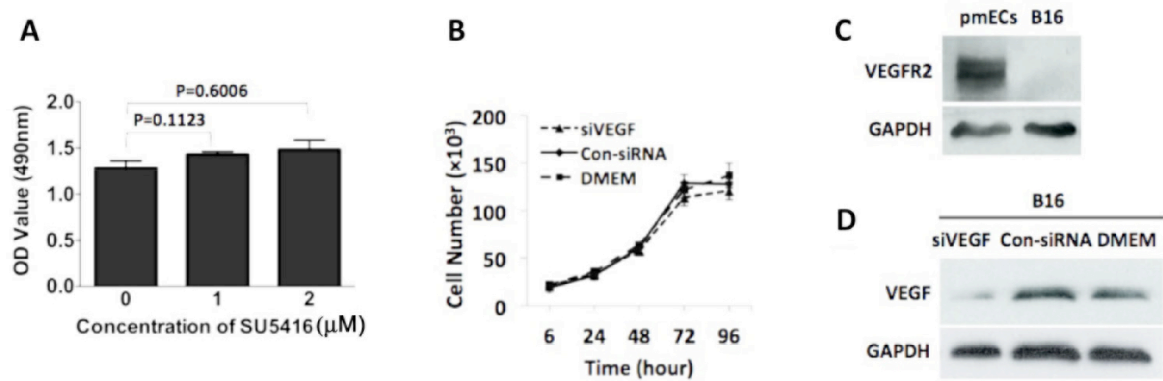 A
P=0.6006
P=0.1123
OD Value (490nm)
2.0
1.5
1.0
0.5
0.0
0 1 2
Concentration of SU5416 (μM)
B
siVEGF
Con-siRNA
DMEM
Cell Number (×10³)
200
150
100
50
0
6 24 48 72 96
Time (hour)
C
pmECs B16
VEGFR2
GAPDH
D
B16
siVEGF Con-siRNA DMEM
VEGF
GAPDH